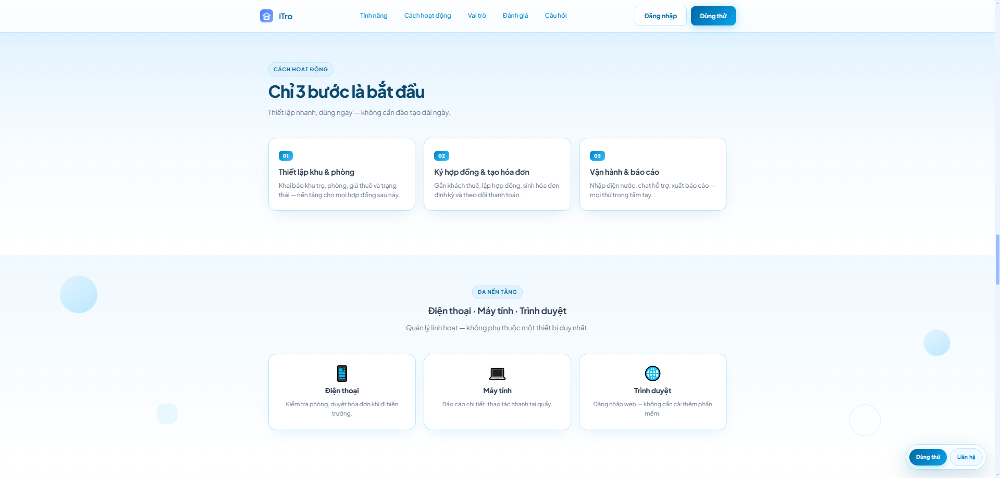 iTro
Tính năng
Cách hoạt động
Vai trò
Đánh giá
Câu hỏi
Đăng nhập
Dùng thử
CÁCH HOẠT ĐỘNG
Chỉ 3 bước là bắt đầu
Thiết lập nhanh, dùng ngay — không cần đào tạo dài ngày.
01
Thiết lập khu & phòng
Khai báo khu trọ, phòng, giá thuê và trạng
thái — nền tảng cho mọi hợp đồng sau này.
02
Ký hợp đồng & tạo hóa đơn
Gắn khách thuê, lập hợp đồng, sinh hóa đơn
định kỳ và theo dõi thanh toán.
03
Vận hành & báo cáo
Nhập điện nước, chat hỗ trợ, xuất báo cáo —
mọi thứ trong tầm tay.
ĐA NỀN TẢNG
Điện thoại · Máy tính · Trình duyệt
Quản lý linh hoạt — không phụ thuộc một thiết bị duy nhất.
Điện thoại
Kiểm tra phòng, duyệt hóa đơn khi đi hiện
trường.
Máy tính
Báo cáo chi tiết, thao tác nhanh tại quầy.
Trình duyệt
Đăng nhập web — không cần cài thêm phần
mềm.
Dùng thử
Liên hệ